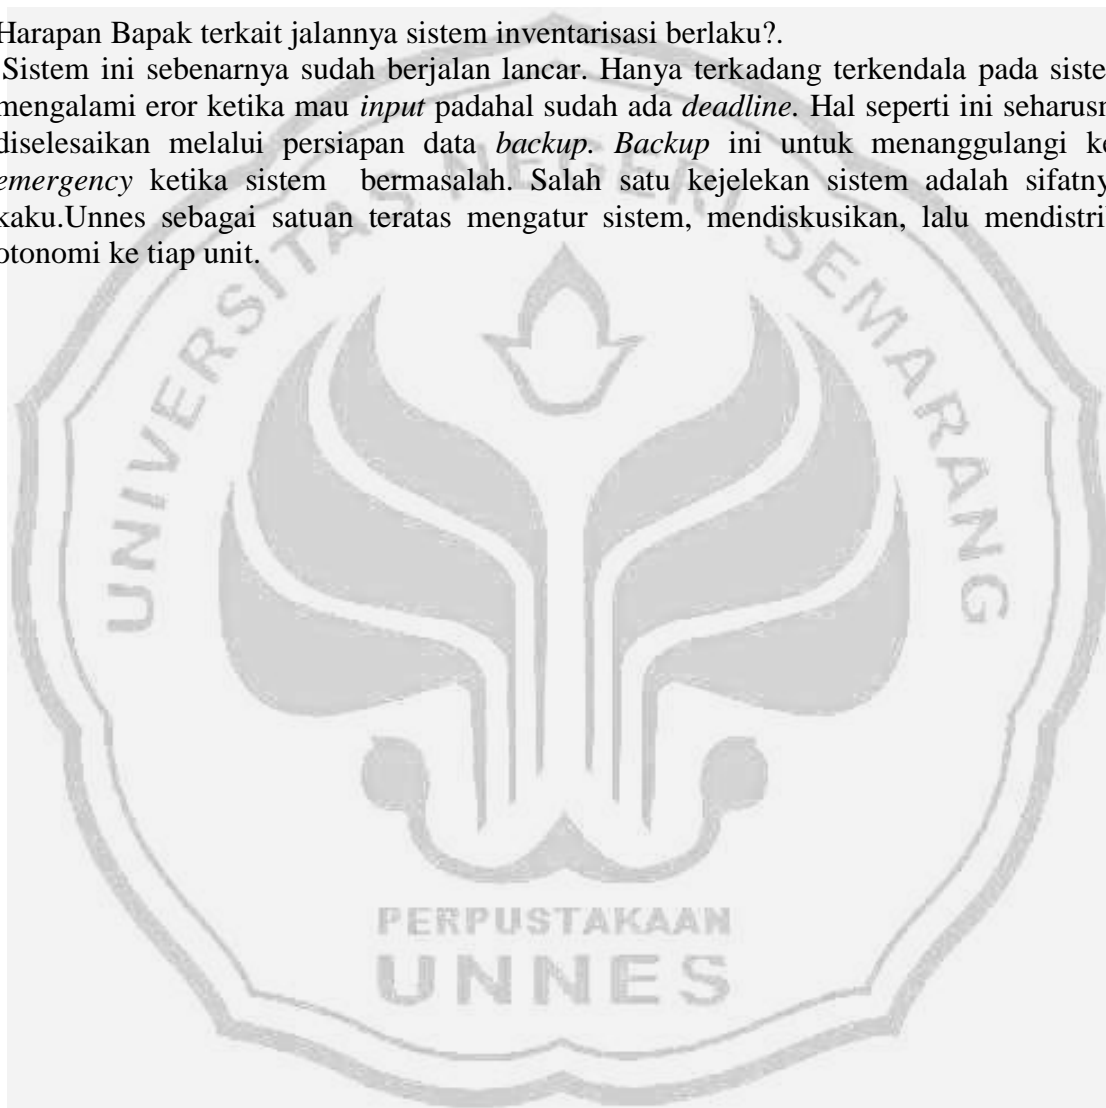 Harapan Bapak terkait jalannya sistem inventarisasi berlaku?.
Sistem ini sebenarnya sudah berjalan lancar. Hanya terkadang terkendala pada siste
mengalami eror ketika mau input padahal sudah ada deadline. Hal seperti ini seharusn
diselesaikan melalui persiapan data backup. Backup ini untuk menanggulangi ke
emergency ketika sistem bermasalah. Salah satu kejelekan sistem adalah sifatny
kaku.Unnes sebagai satuan teratas mengatur sistem, mendiskusikan, lalu mendistri
otonomi ke tiap unit.
UNIVERSITAS NEGERI SEMARANG
PERPUSTAKAAN
UNNES